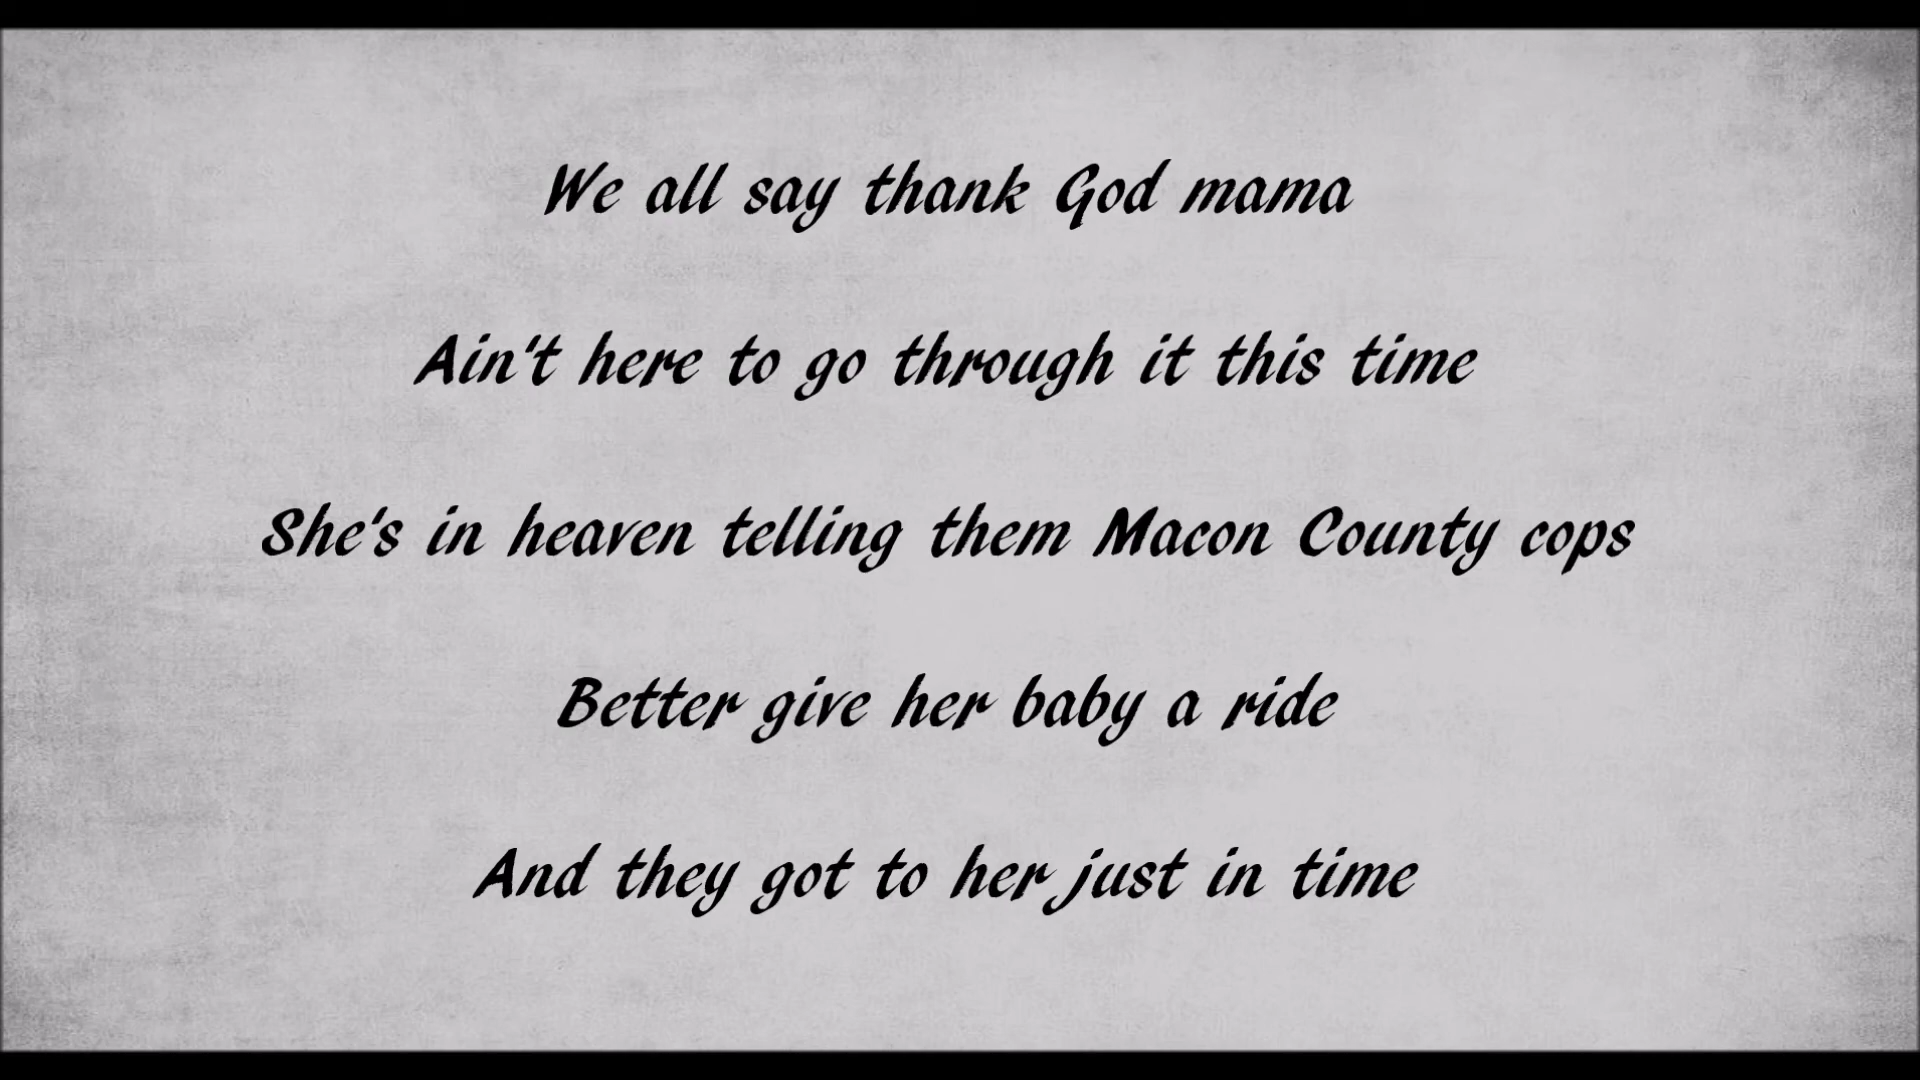 We all say thank God mama
Ain't here to go through it this time
She's in heaven telling them Macon County cops
Better give her baby a ride
And they got to her just in time